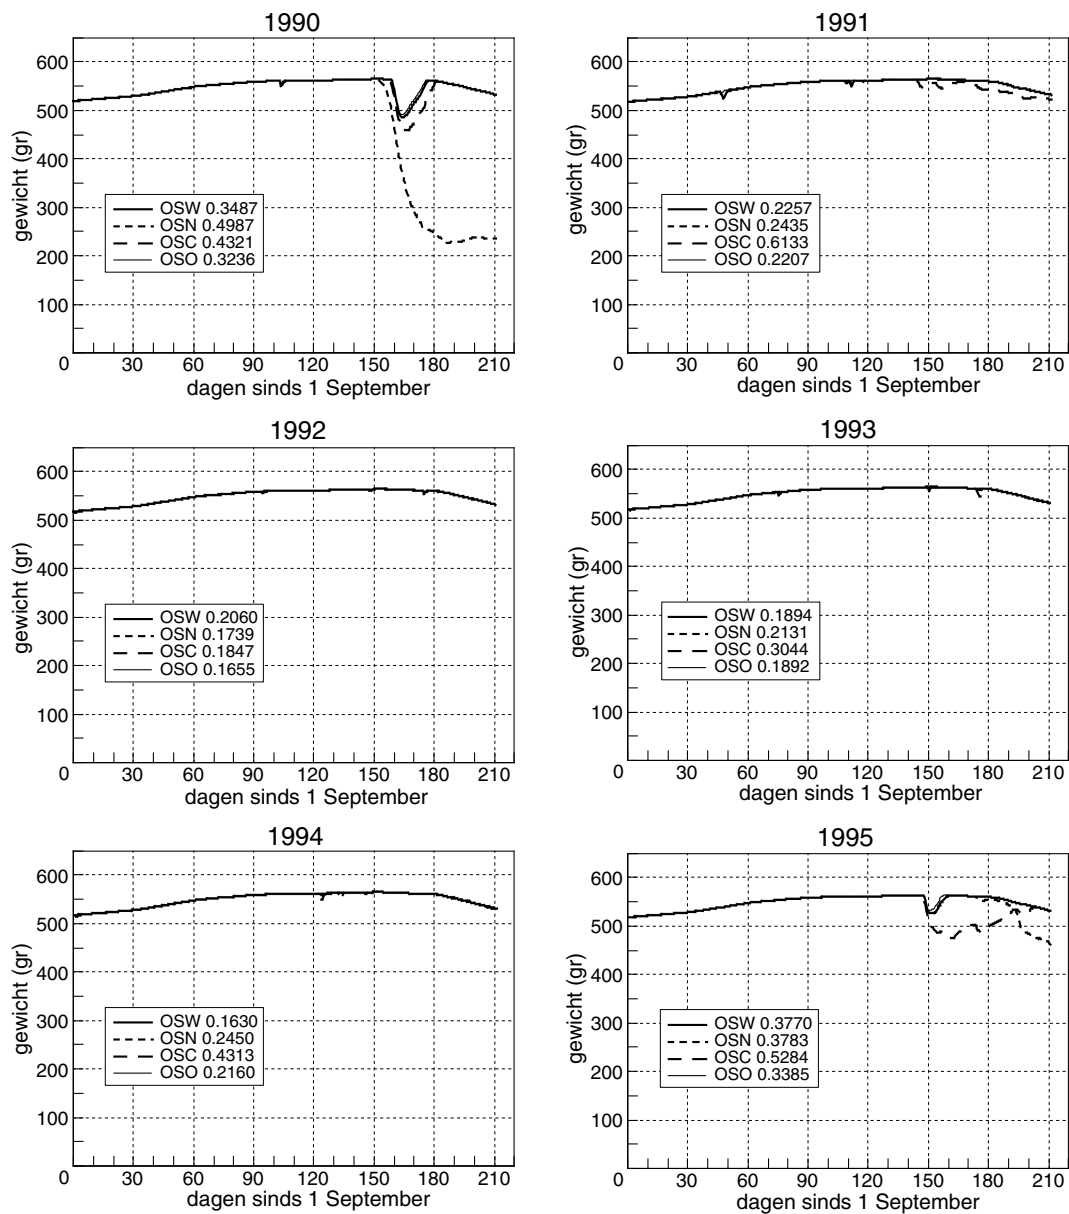 1990
gewicht (gr)
600
500
400
300
200
100
0
OSW 0.3487
OSN 0.4987
OSC 0.4321
OSO 0.3236
30 60 90 120 150 180 210
dagen sinds 1 September
1991
gewicht (gr)
600
500
400
300
200
100
0
OSW 0.2257
OSN 0.2435
OSC 0.6133
OSO 0.2207
30 60 90 120 150 180 210
dagen sinds 1 September
1992
gewicht (gr)
600
500
400
300
200
100
0
OSW 0.2060
OSN 0.1739
OSC 0.1847
OSO 0.1655
30 60 90 120 150 180 210
dagen sinds 1 September
1993
gewicht (gr)
600
500
400
300
200
100
0
OSW 0.1894
OSN 0.2131
OSC 0.3044
OSO 0.1892
30 60 90 120 150 180 210
dagen sinds 1 September
1994
gewicht (gr)
600
500
400
300
200
100
0
OSW 0.1630
OSN 0.2450
OSC 0.4313
OSO 0.2160
30 60 90 120 150 180 210
dagen sinds 1 September
1995
gewicht (gr)
600
500
400
300
200
100
0
OSW 0.3770
OSN 0.3783
OSC 0.5284
OSO 0.3385
30 60 90 120 150 180 210
dagen sinds 1 September